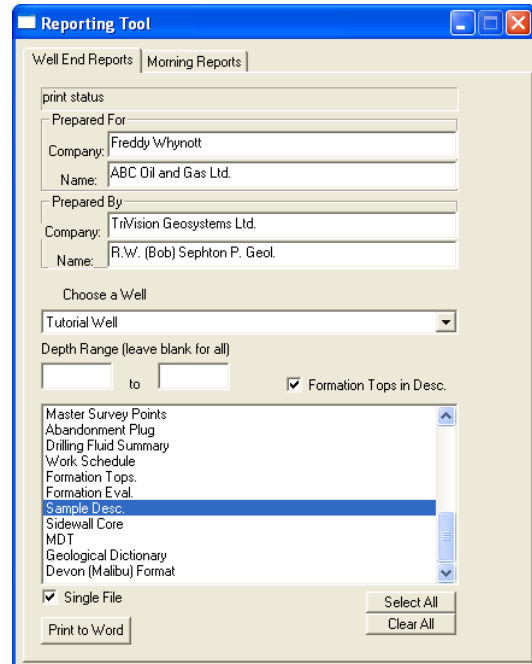 Reporting Tool
Well End Reports Morning Reports
print status
Prepared For
Company: Freddy Whynott
Name: ABC Oil and Gas Ltd.
Prepared By
Company: TriVision Geosystems Ltd.
Name: R.W. (Bob) Sephton P. Geol.
Choose a Well
Tutorial Well
Depth Range (leave blank for all)
to Formation Tops in Desc.
Master Survey Points
Abandonment Plug
Drilling Fluid Summary
Work Schedule
Formation Tops.
Formation Eval.
Sample Desc.
Sidewall Core
MDT
Geological Dictionary
Devon (Malibu) Format
Single File Select All
Print to Word Clear All